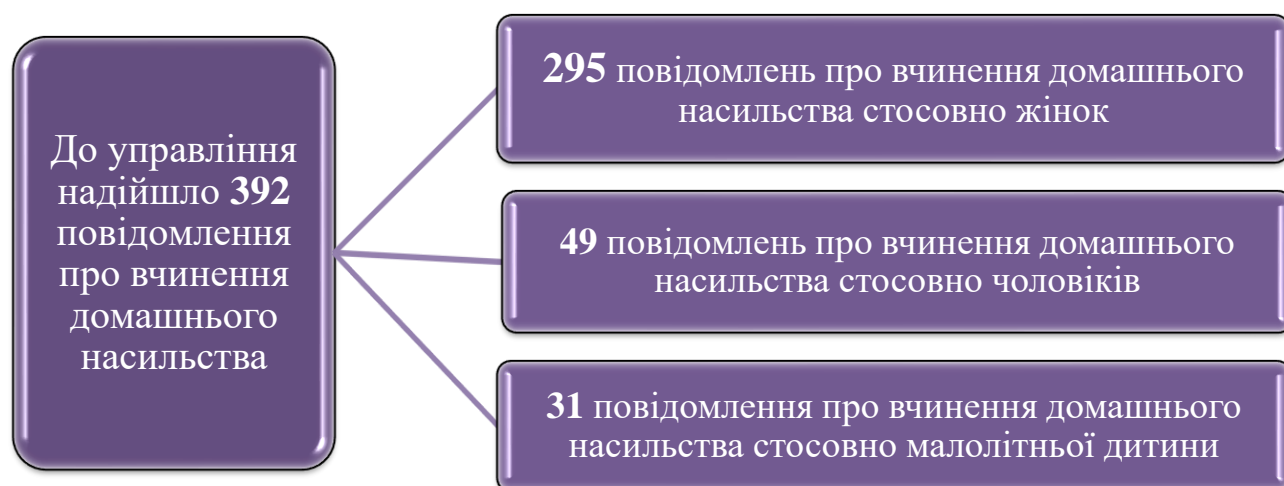 До управління
надійшло 392
повідомлення
про вчинення
домашнього
насильства
295 повідомлень про вчинення домашнього
насильства стосовно жінок
49 повідомлень про вчинення домашнього
насильства стосовно чоловіків
31 повідомлення про вчинення домашнього
насильства стосовно малолітньої дитини